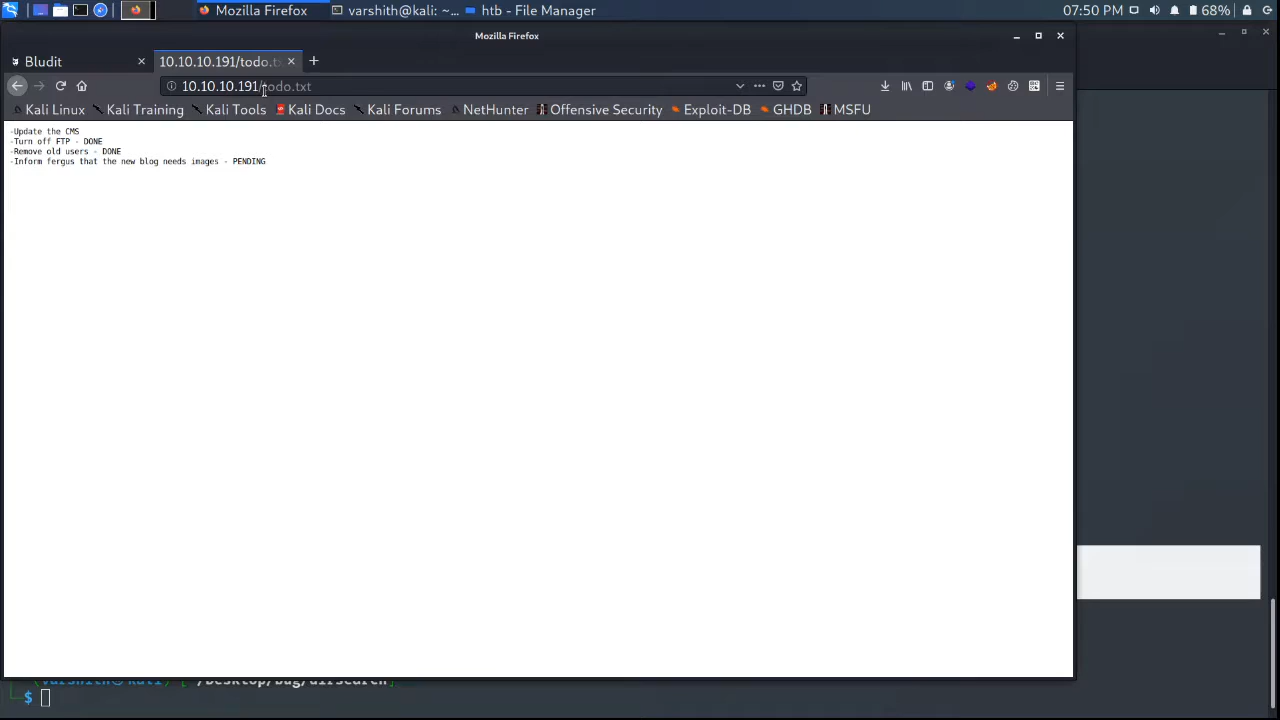 Mozilla Firefox
varshith@kali: ~...
htb - File Manager
07:50 PM
68%
Mozilla Firefox
Bludit
10.10.10.191/todo.t
10.10.10.191/todo.txt
Kali Linux
Kali Training
Kali Tools
Kali Docs
Kali Forums
NetHunter
Offensive Security
Exploit-DB
GHDB
MSFU
-Update the CMS
-Turn off FTP - DONE
-Remove old users - DONE
-Inform fergus that the new blog needs images - PENDING
$